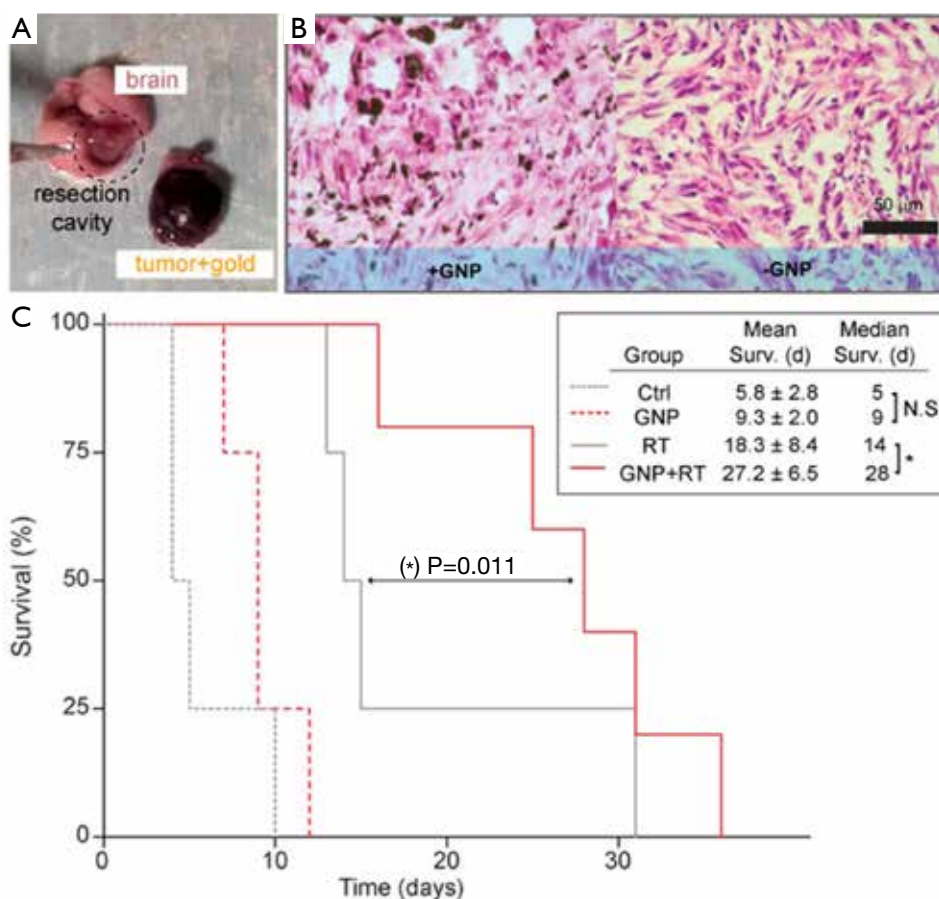 A
brain
resection
cavity
tumor+gold
B
50 µm
+GNP
-GNP
C
100
75
50
25
0
Survival (%)
0
10
20
30
Time (days)
(*) P=0.011
Group Mean Surv. (d) Median Surv. (d)
Ctrl 5.8 ± 2.8 5
GNP 9.3 ± 2.0 9
N.S
RT 18.3 ± 8.4 14
GNP+RT 27.2 ± 6.5 28
*